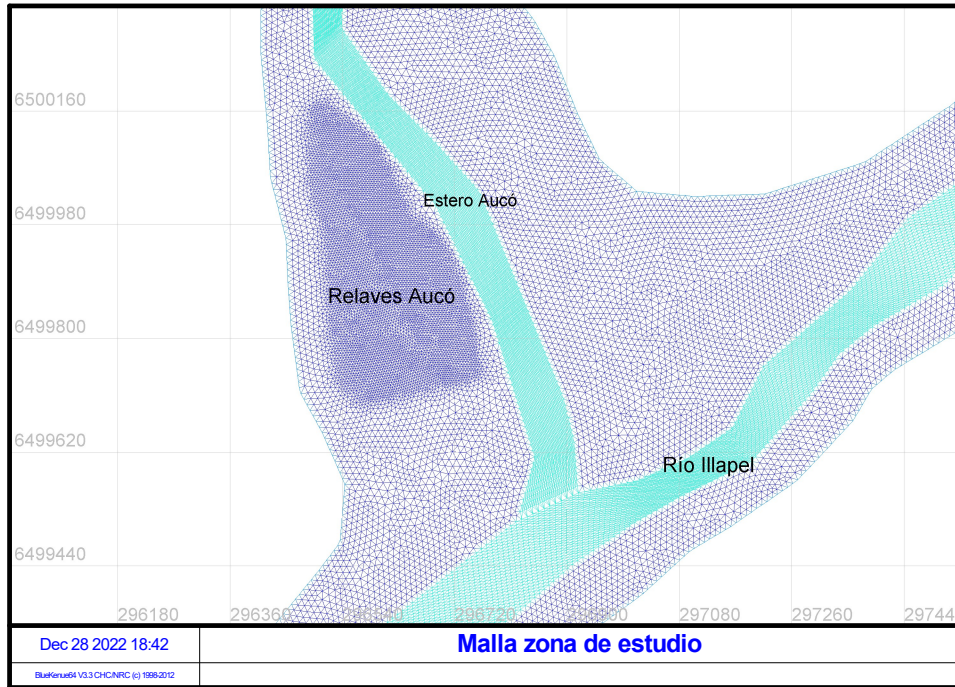 6500160
Estero Aucó
6499980
Relaves Aucó
6499800
6499620
Río Illapel
6499440
296180
296360
296720
297080
297260
29744
Dec 28 2022 18:42
Malla zona de estudio
BlueKenue64 V3.3 CHC/NRC (c) 1998-2012